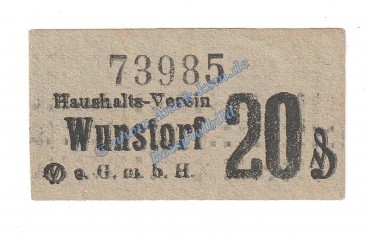 73985
Haushalts-Verein
Wunstorf 20 ₰
e. G. m. b. H.